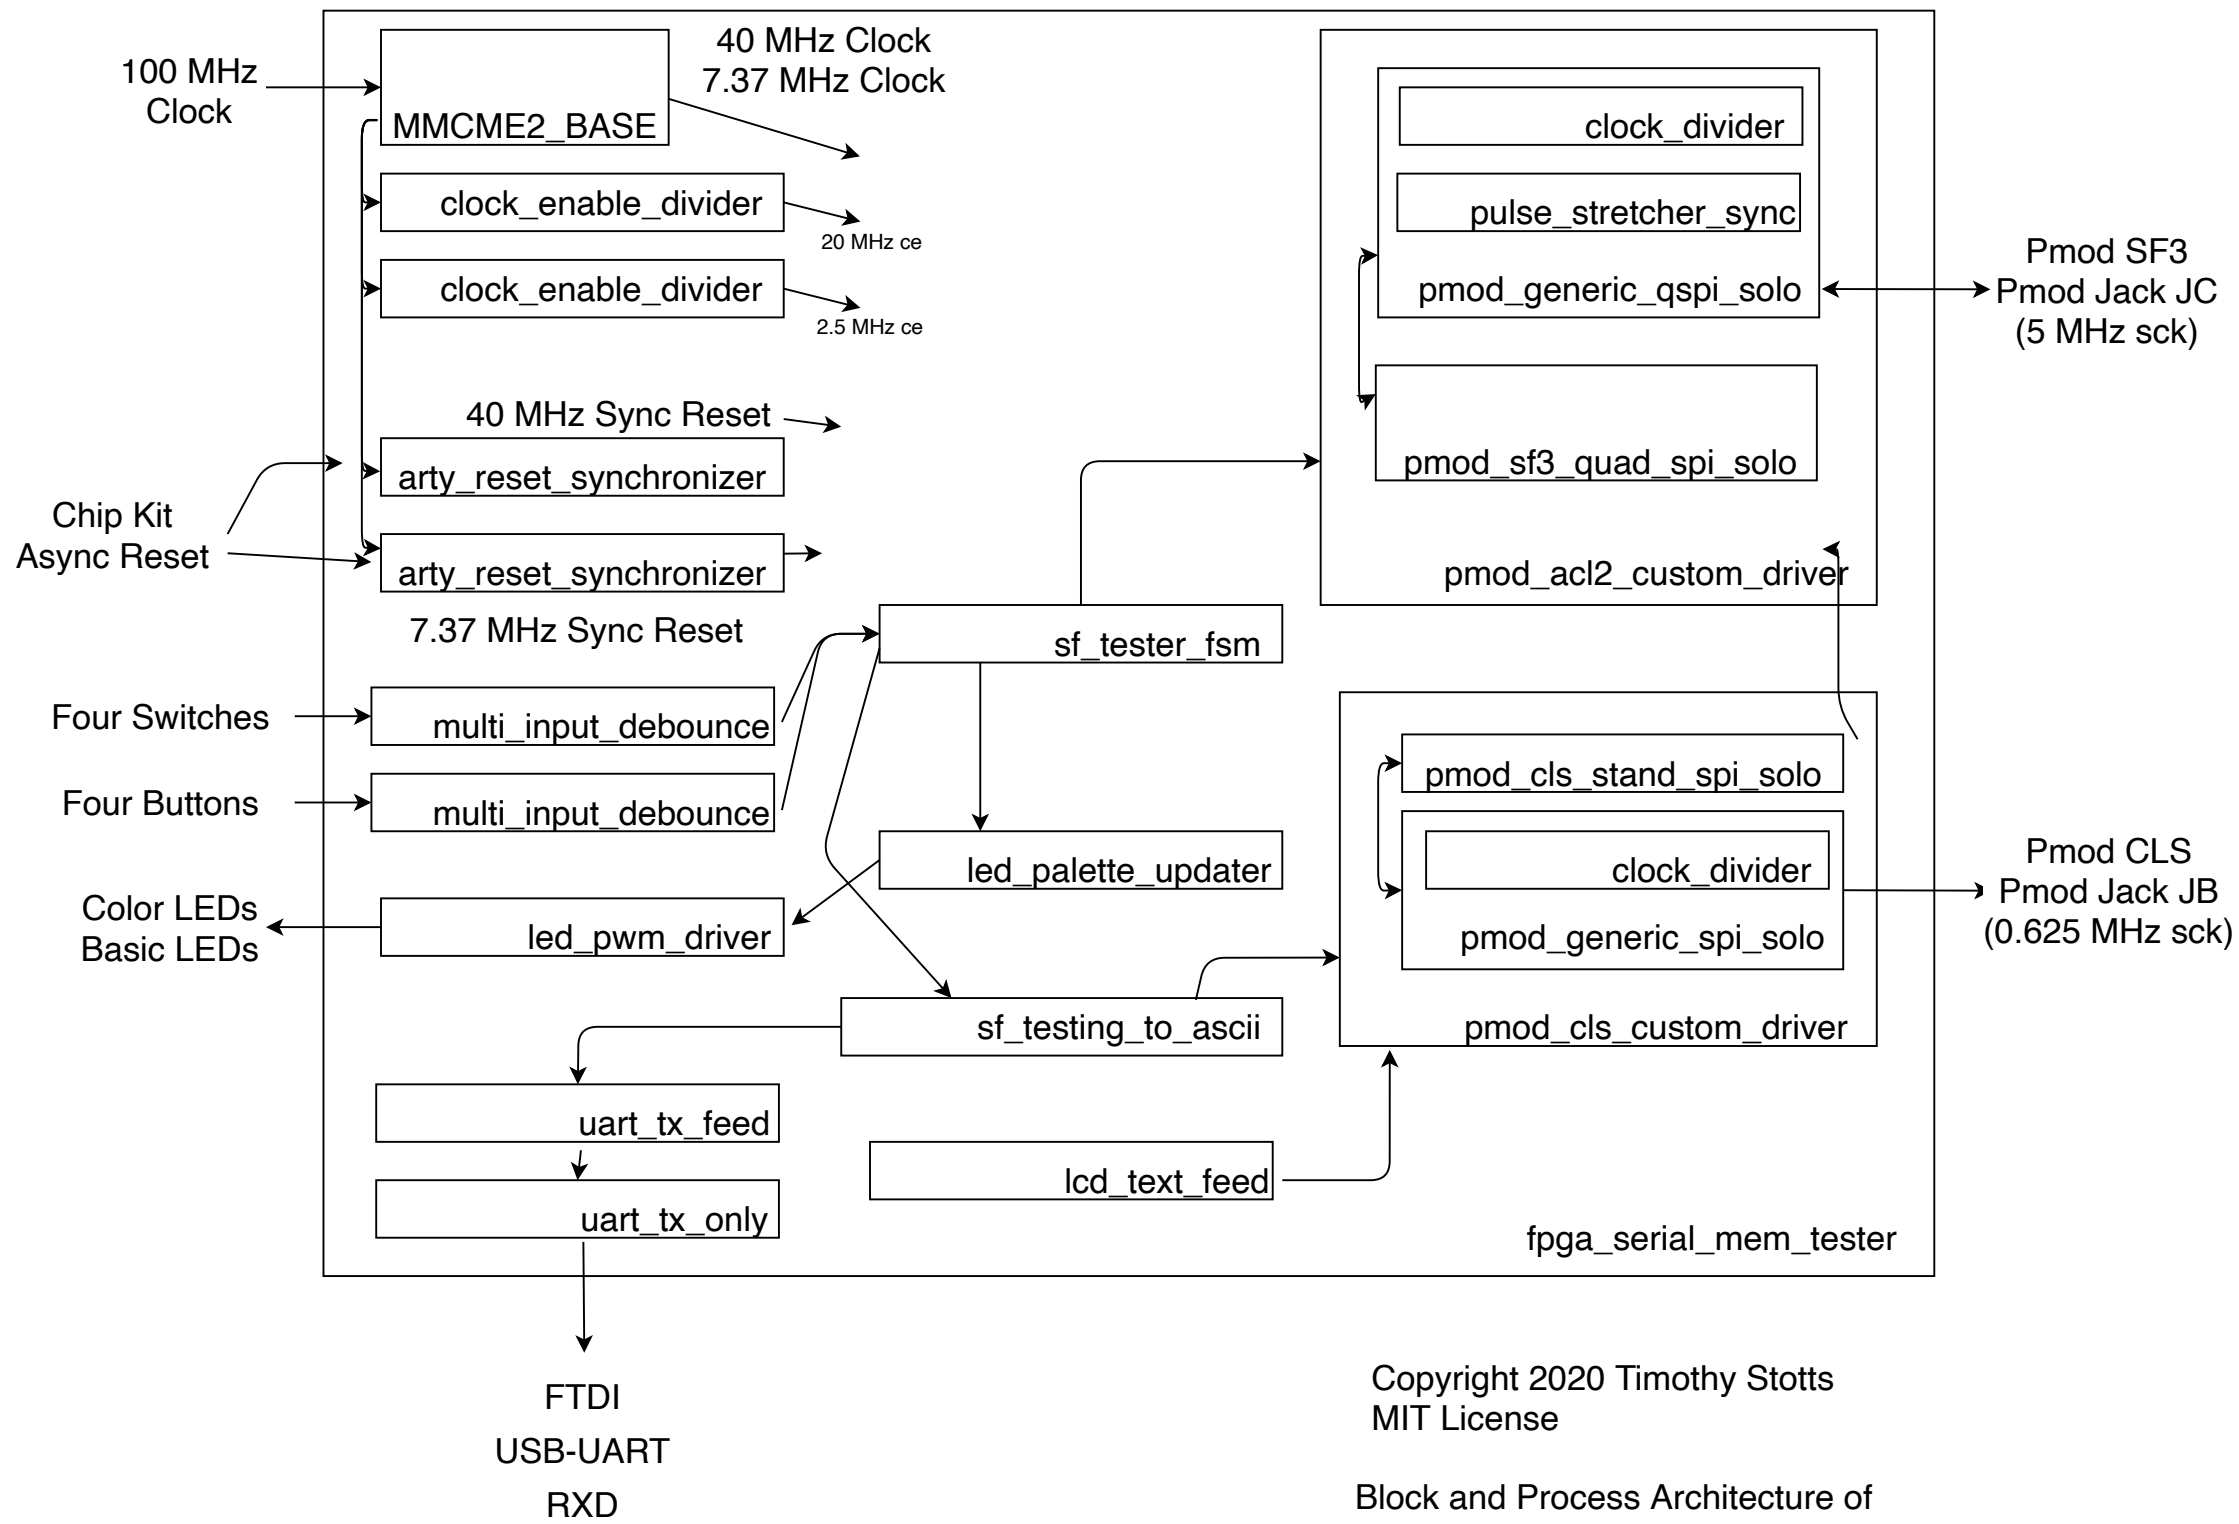 100 MHz
Clock
40 MHz Clock
7.37 MHz Clock
MMCME2_BASE
clock_enable_divider
20 MHz ce
clock_enable_divider
2.5 MHz ce
40 MHz Sync Reset
arty_reset_synchronizer
Chip Kit
Async Reset
arty_reset_synchronizer
7.37 MHz Sync Reset
Four Switches
multi_input_debounce
Four Buttons
multi_input_debounce
Color LEDs
Basic LEDs
led_pwm_driver
sf_tester_fsm
led_palette_updater
sf_testing_to_ascii
uart_tx_feed
uart_tx_only
lcd_text_feed
clock_divider
pulse_stretcher_sync
pmod_generic_qspi_solo
pmod_sf3_quad_spi_solo
pmod_acl2_custom_driver
Pmod SF3
Pmod Jack JC
(5 MHz sck)
pmod_cls_stand_spi_solo
clock_divider
pmod_generic_spi_solo
pmod_cls_custom_driver
Pmod CLS
Pmod Jack JB
(0.625 MHz sck)
fpga_serial_mem_tester
FTDI
USB-UART
RXD
Copyright 2020 Timothy Stotts
MIT License
Block and Process Architecture of